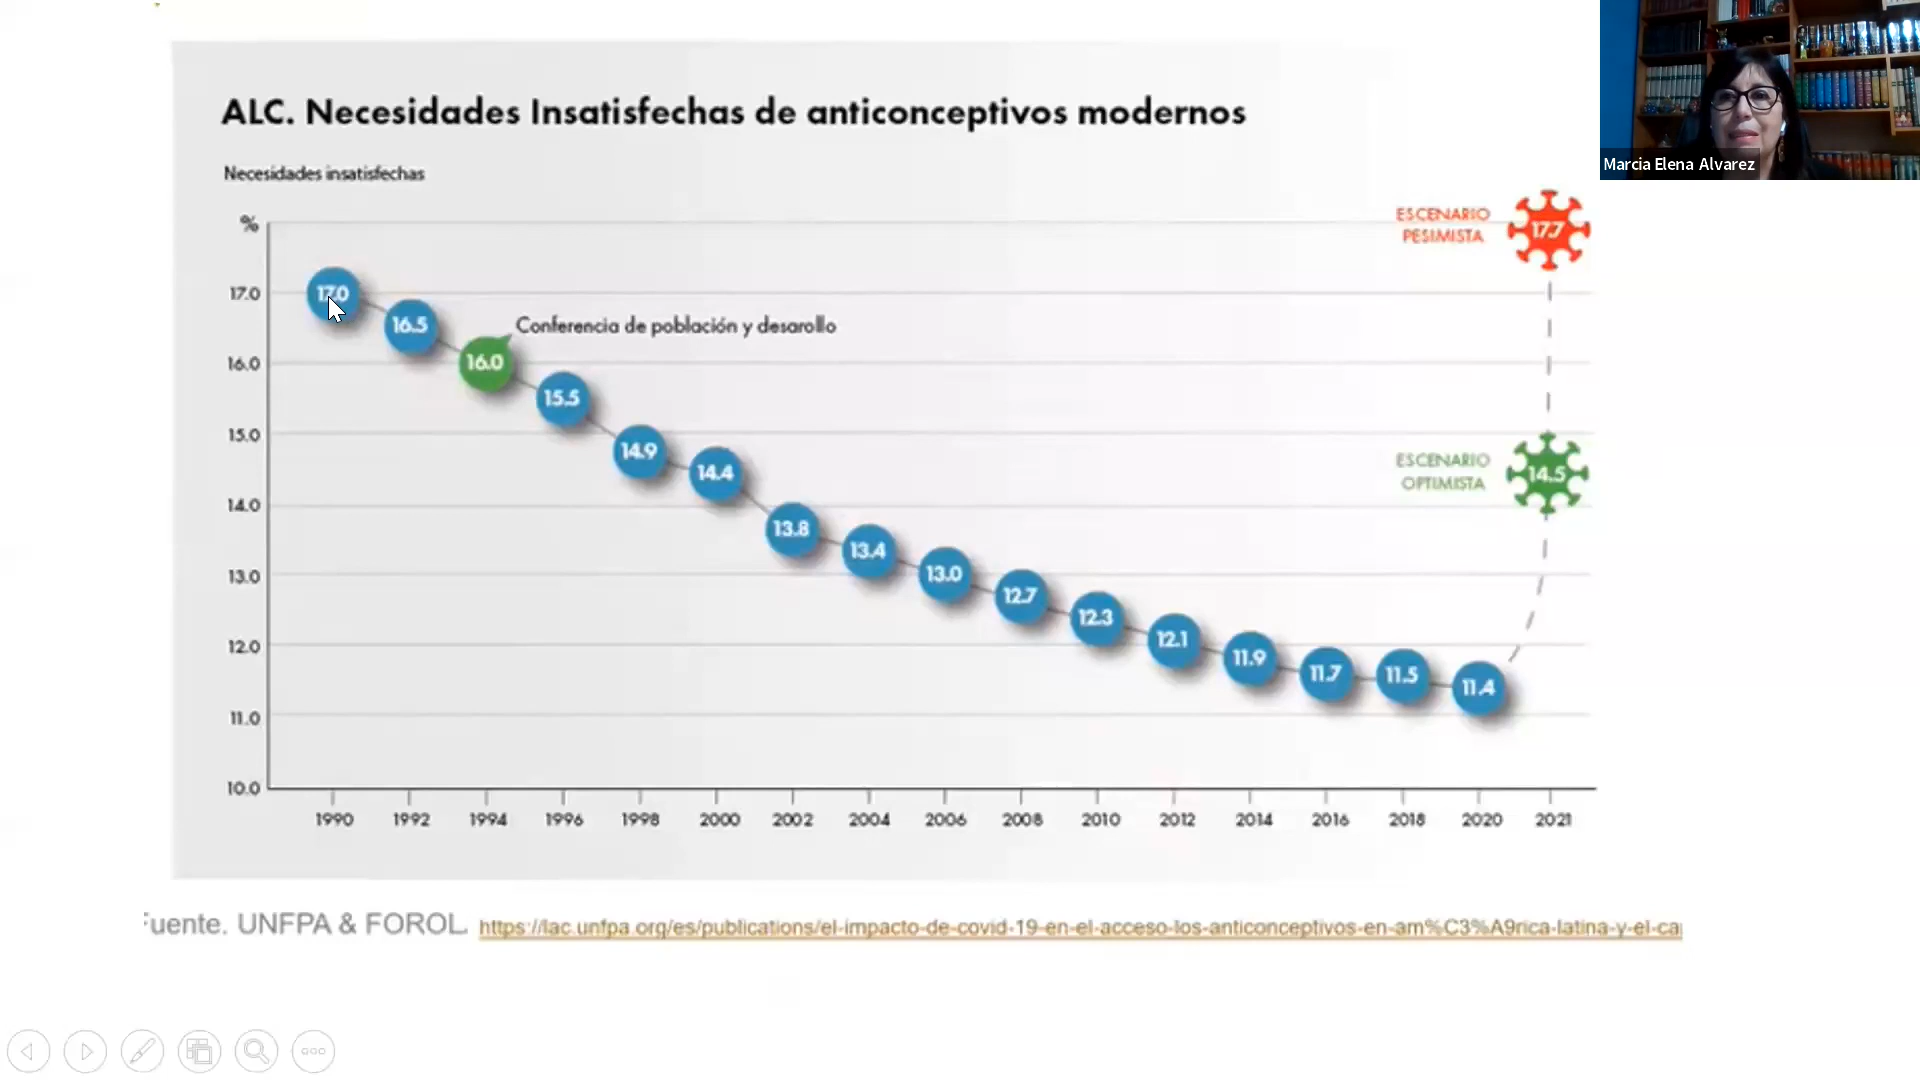 ALC. Necesidades Insatisfechas de anticonceptivos modernos
Necesidades insatisfechas
%
17.0
16.0
15.0
14.0
13.0
12.0
11.0
10.0
17.0
16.5
16.0
Conferencia de población y desarollo
15.5
14.9
14.4
13.8
13.4
13.0
12.7
12.3
12.1
11.9
11.7
11.5
11.4
ESCENARIO
PESIMISTA
17.7
ESCENARIO
OPTIMISTA
14.5
1990 1992 1994 1996 1998 2000 2002 2004 2006 2008 2010 2012 2014 2016 2018 2020 2021
Fuente. UNFPA & FOROL. https://lac.unfpa.org/es/publications/el-impacto-de-covid-19-en-el-acceso-los-anticonceptivos-en-am%C3%A9rica-latina-y-el-ca
Marcia Elena Alvarez